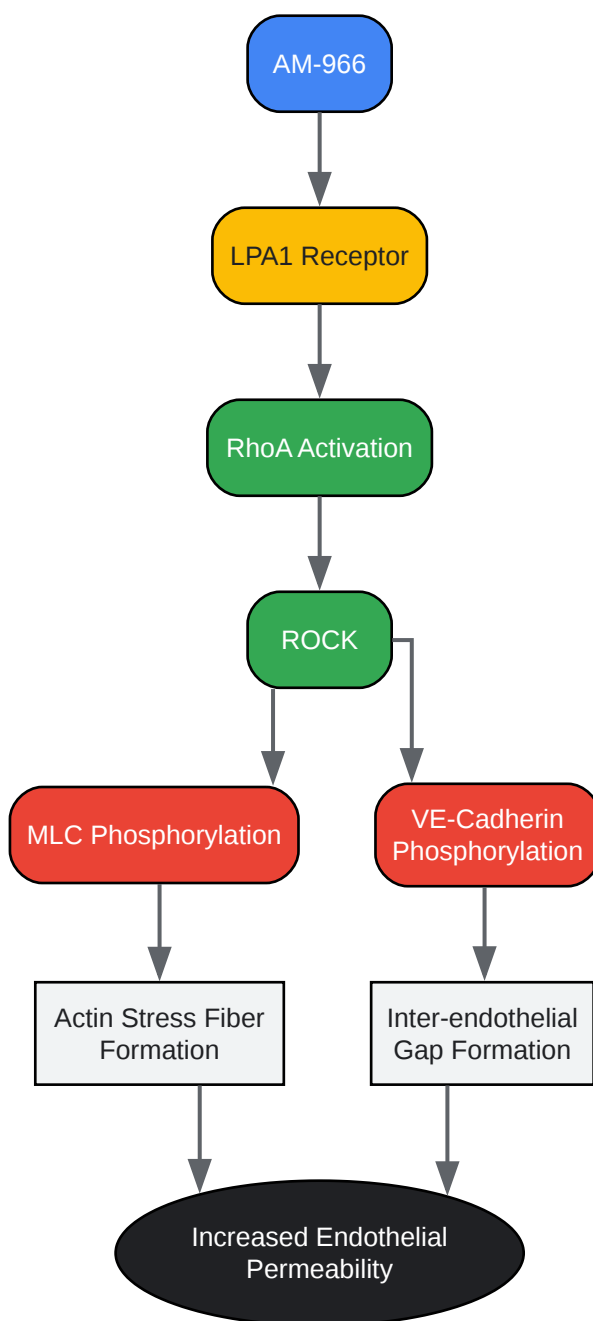 AM-966
LPA1 Receptor
RhoA Activation
ROCK
MLC Phosphorylation
VE-Cadherin
Phosphorylation
Actin Stress Fiber
Formation
Inter-endothelial
Gap Formation
Increased Endothelial
Permeability